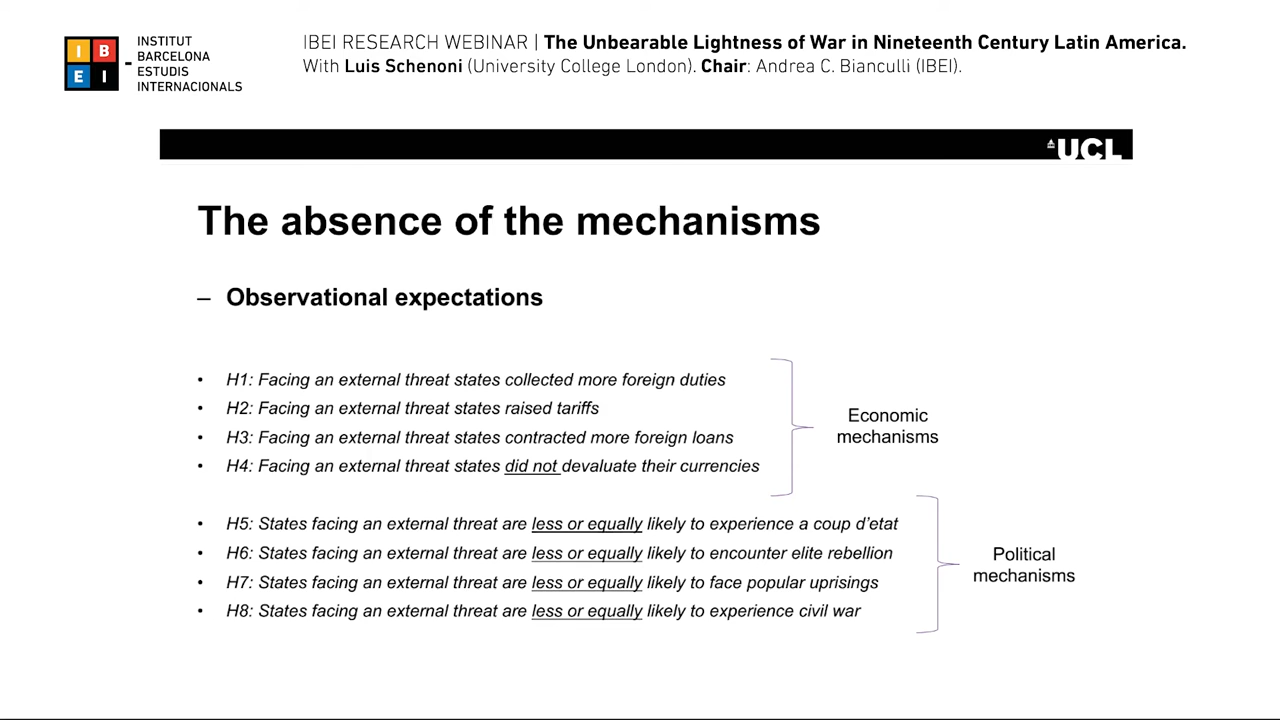 I B
E I
INSTITUT
BARCELONA
ESTUDIS
INTERNACIONALS
IBEI RESEARCH WEBINAR | The Unbearable Lightness of War in Nineteenth Century Latin America.
With Luis Schenoni (University College London). Chair: Andrea C. Bianculli (IBEI).
UCL
The absence of the mechanisms
– Observational expectations
• H1: Facing an external threat states collected more foreign duties
• H2: Facing an external threat states raised tariffs
• H3: Facing an external threat states contracted more foreign loans
• H4: Facing an external threat states did not devaluate their currencies
Economic
mechanisms
• H5: States facing an external threat are less or equally likely to experience a coup d'etat
• H6: States facing an external threat are less or equally likely to encounter elite rebellion
• H7: States facing an external threat are less or equally likely to face popular uprisings
• H8: States facing an external threat are less or equally likely to experience civil war
Political
mechanisms